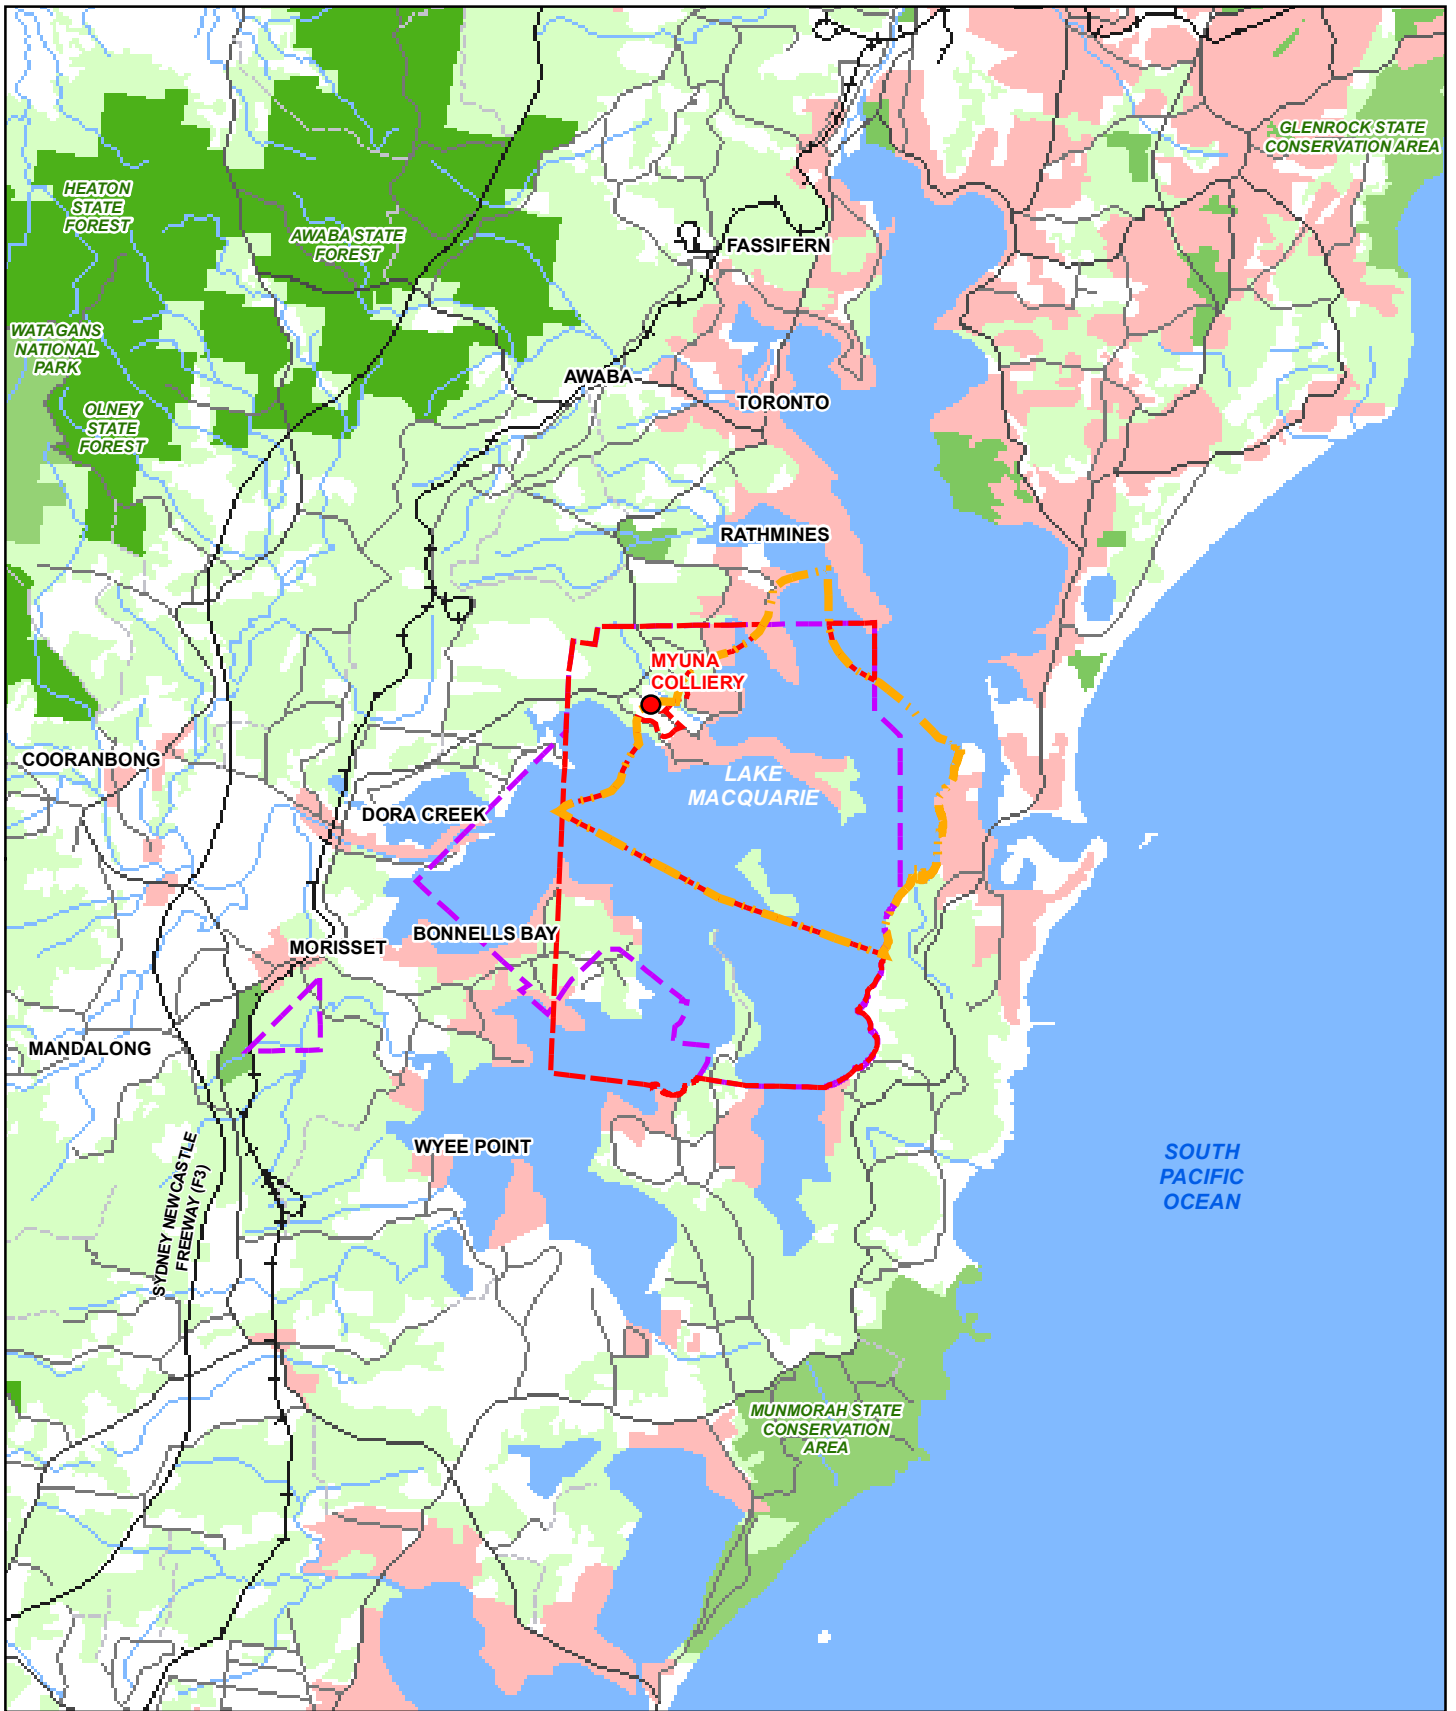 GLENROCK STATE
CONSERVATION AREA
HEATON
STATE
FOREST
AWABA STATE
FOREST
FASSIFERN
WATAGANS
NATIONAL
PARK
AWABA
TORONTO
OLNEY
STATE
FOREST
RATHMINES
MYUNA
COLLIERY
COORANBONG
LAKE
MACQUARIE
DORA CREEK
BONNELLS BAY
MORISSET
MANDALONG
WYEE POINT
SOUTH
PACIFIC
OCEAN
SYDNEY NEWCASTLE
FREEWAY (F3)
MUNMORAH STATE
CONSERVATION
AREA